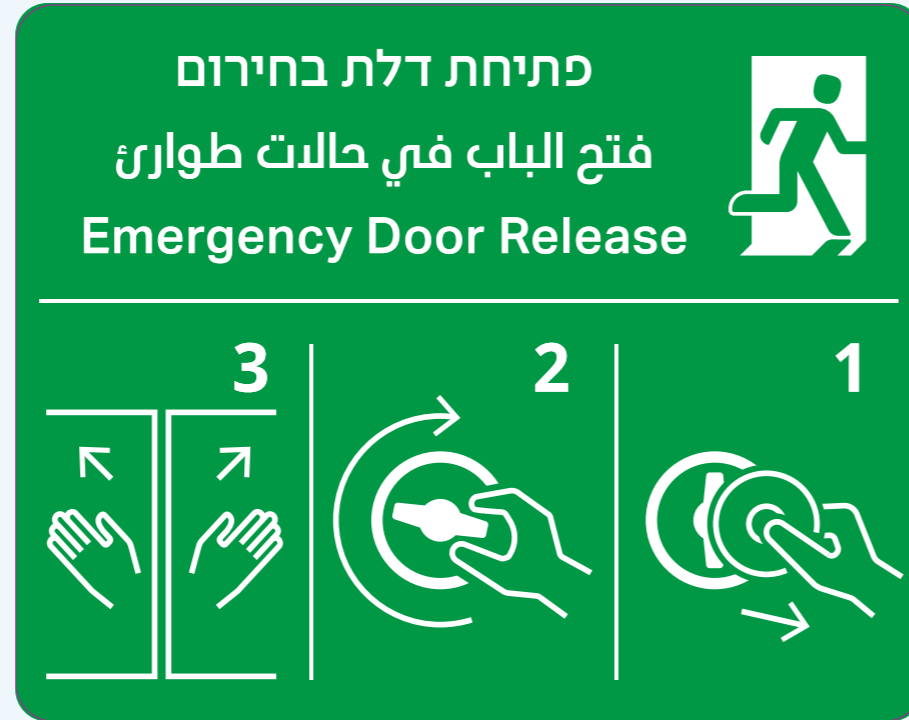 פתיחת דלת בחירום
فتح الباب في حالات طوارئ
Emergency Door Release
1
2
3